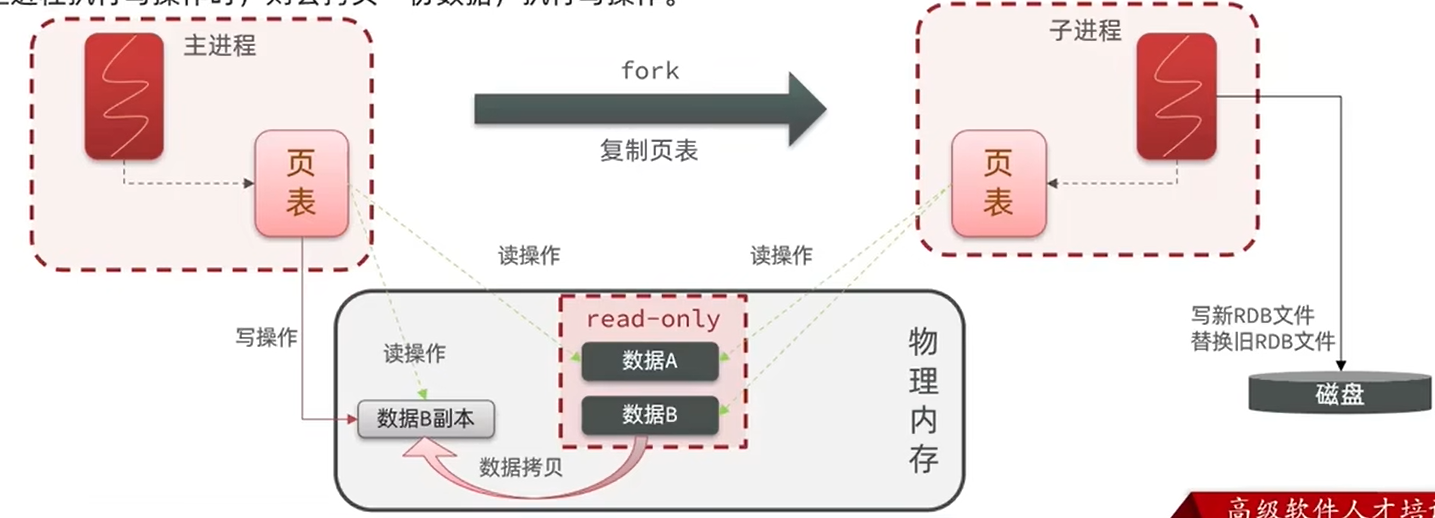 主进程执行写操作时，则会拷贝一份数据，执行写操作。
主进程
子进程
fork
复制页表
页
表
页
表
读操作
读操作
read-only
写操作
读操作
数据A
数据B
数据B副本
数据拷贝
物
理
内
存
写新RDB文件
替换旧RDB文件
磁盘
高级软件人才培